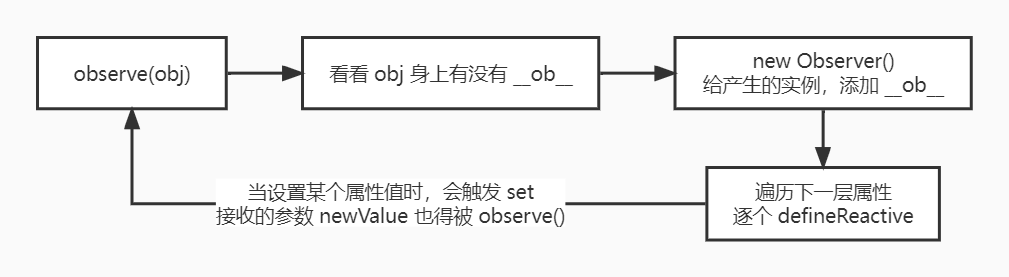 observe(obj)
看看 obj 身上有没有 __ob__
new Observer()
给产生的实例，添加 __ob__
当设置某个属性值时，会触发 set
接收的参数 newValue 也得被 observe()
遍历下一层属性
逐个 defineReactive